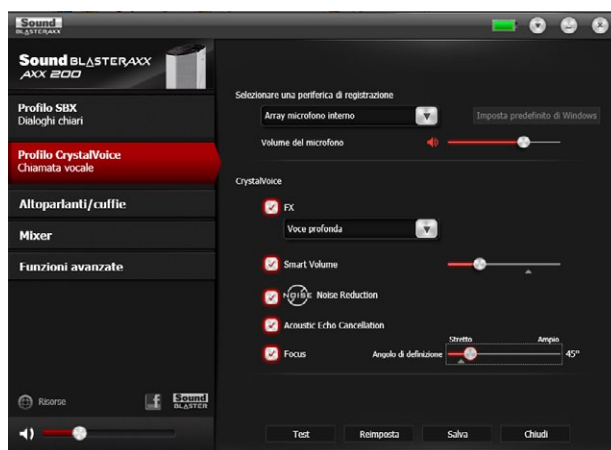 Sound
BLASTERAXX
Sound BLASTERAXX
AXX 200
Profilo SBX
Dialoghi chiari
Profilo CrystalVoice
Chiamata vocale
Altoparlanti/cuffie
Mixer
Funzioni avanzate
Risorse
f
Sound
BLASTER
Selezionare una periferica di registrazione
Array microfono interno
Imposta predefinito di Windows
Volume del microfono
CrystalVoice
FX
Voce profonda
Smart Volume
NOISE Noise Reduction
Acoustic Echo Cancellation
Stretto Ampio
Focus Angolo di definizione 45°
Test Reimposta Salva Chiudi